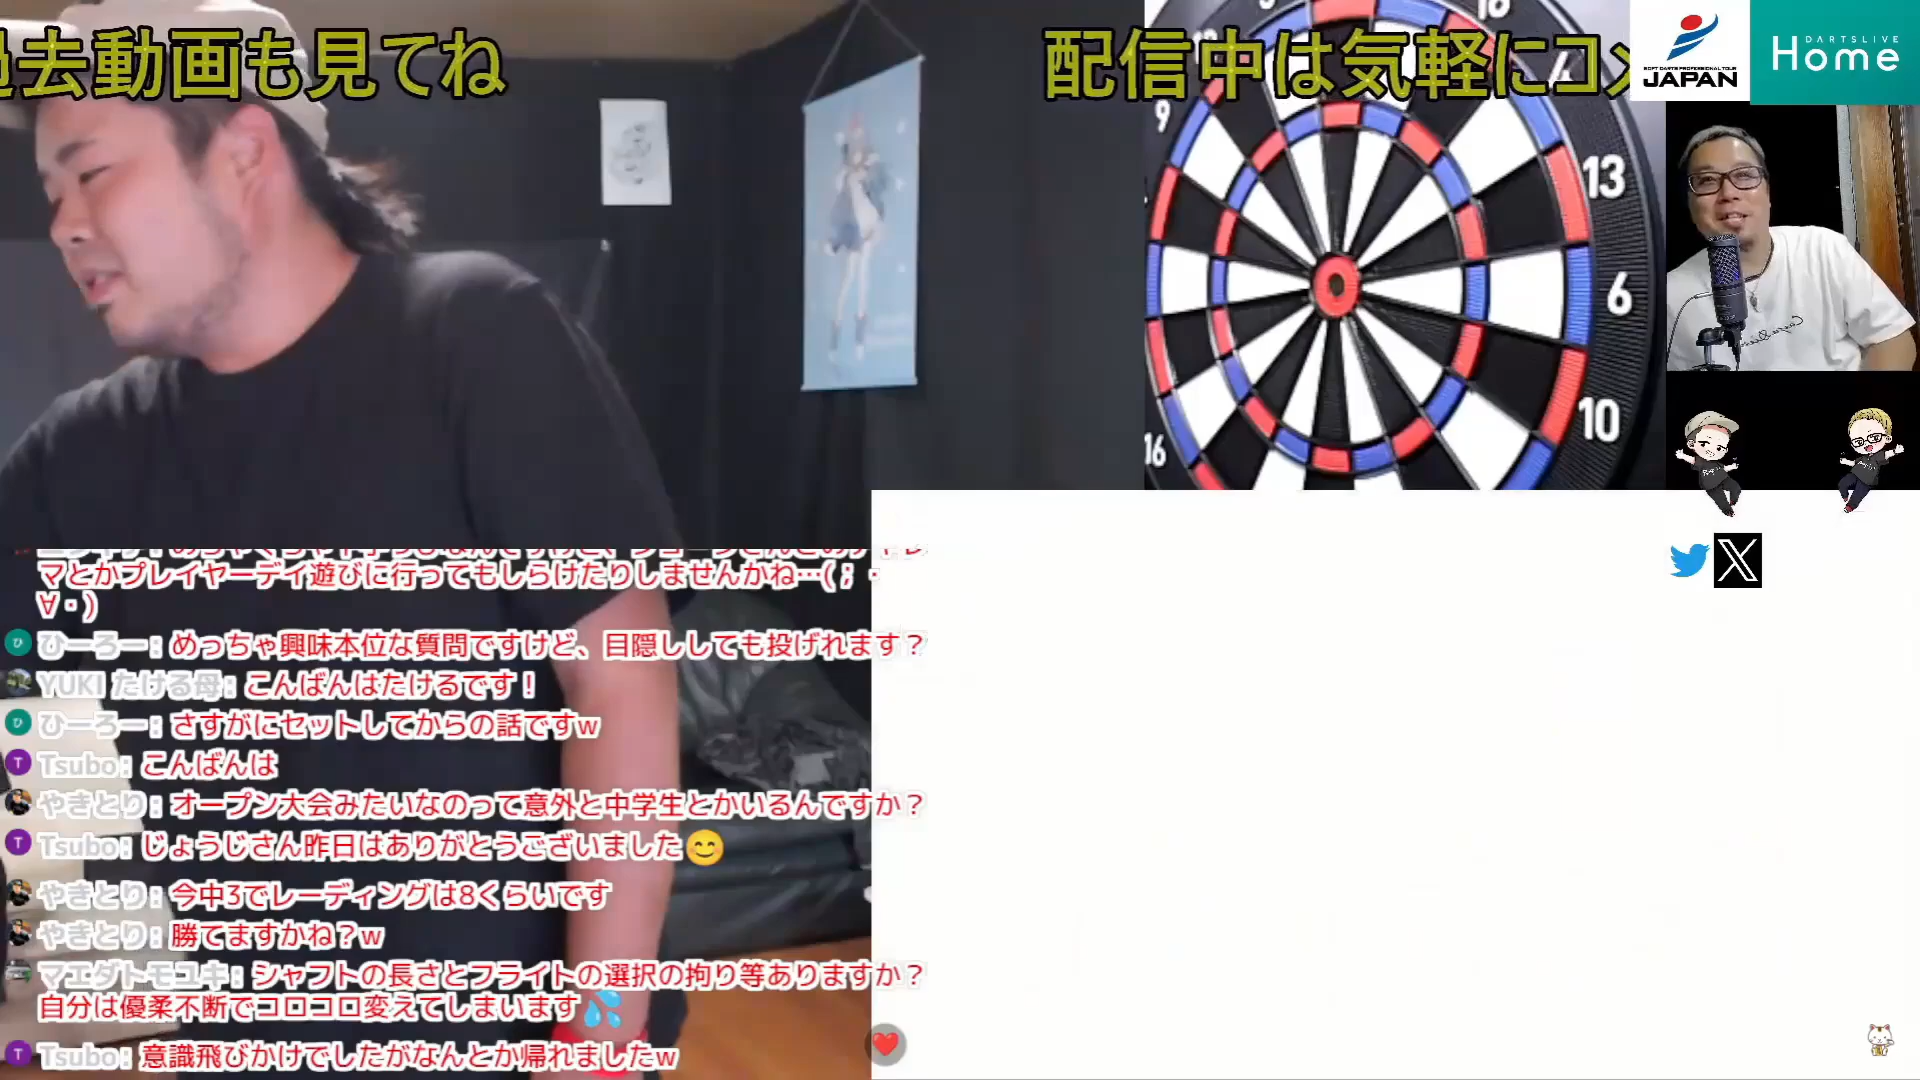 過去動画も見てね
配信中は気軽にコメ
SOFT DARTS PROFESSIONAL TOUR
JAPAN
DARTSLIVE
Home
9
13
6
10
16
マとかプレイヤーデイ遊びに行ってもしらけたりしませんかね…(；・
∀・)
ひーろー: めっちゃ興味本位な質問ですけど、目隠ししても投げれます？
YUKI たける母: こんばんはたけるです！
ひーろー: さすがにセットしてからの話ですw
Tsubo: こんばんは
やきとり: オープン大会みたいなのって意外と中学生とかいるんですか？
Tsubo: じょうじさん昨日はありがとうございました😊
やきとり: 今中3でレーディングは8くらいです
やきとり: 勝てますかね？w
マエダトモユキ: シャフトの長さとフライトの選択の拘り等ありますか？
自分は優柔不断でコロコロ変えてしまいます💦
Tsubo: 意識飛びかけでしたがなんとか帰れましたw